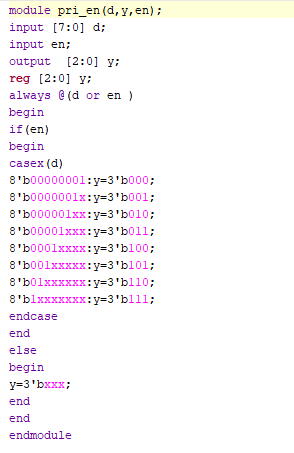 module pri_en(d,y,en);
input [7:0] d;
input en;
output  [2:0] y;
reg [2:0] y;
always @(d or en )
begin
if(en)
begin
casex(d)
8'b00000001:y=3'b000;
8'b0000001x:y=3'b001;
8'b000001xx:y=3'b010;
8'b00001xxx:y=3'b011;
8'b0001xxxx:y=3'b100;
8'b001xxxxx:y=3'b101;
8'b01xxxxxx:y=3'b110;
8'b1xxxxxxx:y=3'b111;
endcase
end
else
begin
y=3'bxxx;
end
end
endmodule